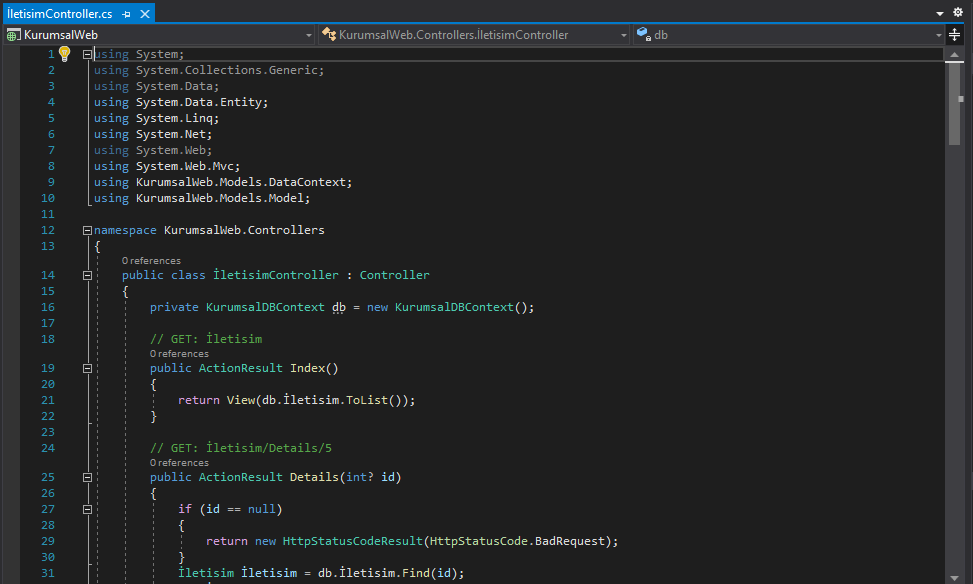 İletisimController.cs
KurumsalWeb KurumsalWeb.Controllers.İletisimController db
1 using System;
2 using System.Collections.Generic;
3 using System.Data;
4 using System.Data.Entity;
5 using System.Linq;
6 using System.Net;
7 using System.Web;
8 using System.Web.Mvc;
9 using KurumsalWeb.Models.DataContext;
10 using KurumsalWeb.Models.Model;
11
12 namespace KurumsalWeb.Controllers
13 {
0 references
14 public class İletisimController : Controller
15 {
16 private KurumsalDBContext db = new KurumsalDBContext();
17
18 // GET: İletisim
0 references
19 public ActionResult Index()
20 {
21 return View(db.İletisim.ToList());
22 }
23
24 // GET: İletisim/Details/5
0 references
25 public ActionResult Details(int? id)
26 {
27 if (id == null)
28 {
29 return new HttpStatusCodeResult(HttpStatusCode.BadRequest);
30 }
31 İletisim İletisim = db.İletisim.Find(id);